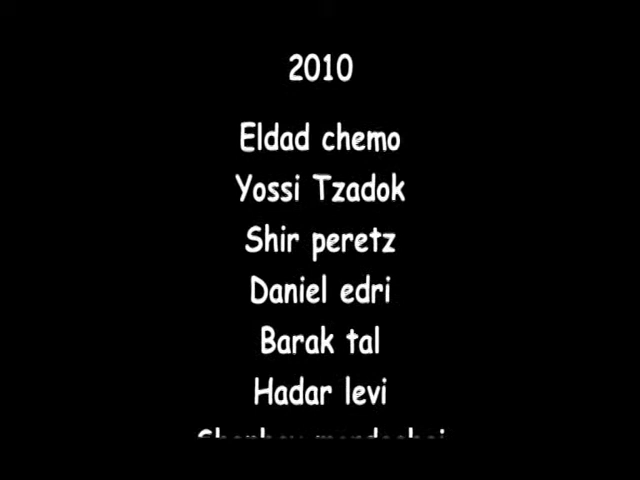 2010
Eldad chemo
Yossi Tzadok
Shir peretz
Daniel edri
Barak tal
Hadar levi